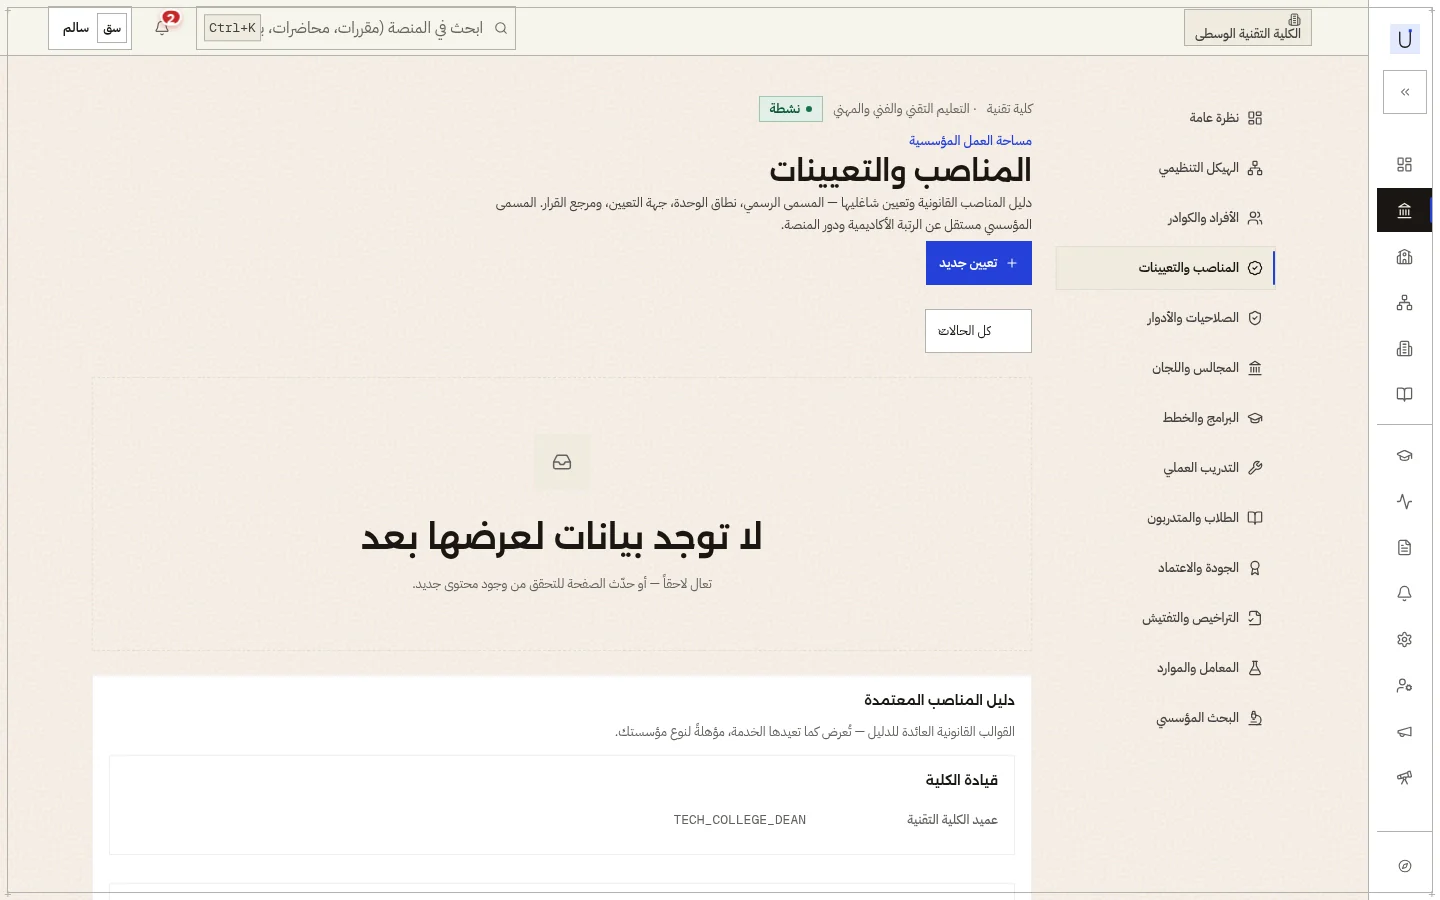 الكلية التقنية الوسطى
ابحث في المنصة (مقررات، محاضرات، ب
Ctrl+K
2
سق
سالم
نظرة عامة
الهيكل التنظيمي
الأفراد والكوادر
المناصب والتعيينات
الصلاحيات والأدوار
المجالس واللجان
البرامج والخطط
التدريب العملي
الطلاب والمتدربون
الجودة والاعتماد
التراخيص والتفتيش
المعامل والموارد
البحث المؤسسي
كلية تقنية · التعليم التقني والفني والمهني
نشطة
مساحة العمل المؤسسية
المناصب والتعيينات
دليل المناصب القانونية وتعيين شاغليها — المسمى الرسمي، نطاق الوحدة، جهة التعيين، ومرجع القرار. المسمى
المؤسسي مستقل عن الرتبة الأكاديمية ودور المنصة.
تعيين جديد
كل الحالات
لا توجد بيانات لعرضها بعد
تعال لاحقاً — أو حدّث الصفحة للتحقق من وجود محتوى جديد.
دليل المناصب المعتمدة
القوالب القانونية العائدة للدليل — تُعرض كما تعيدها الخدمة، مؤهلةً لنوع مؤسستك.
قيادة الكلية
عميد الكلية التقنية
TECH_COLLEGE_DEAN